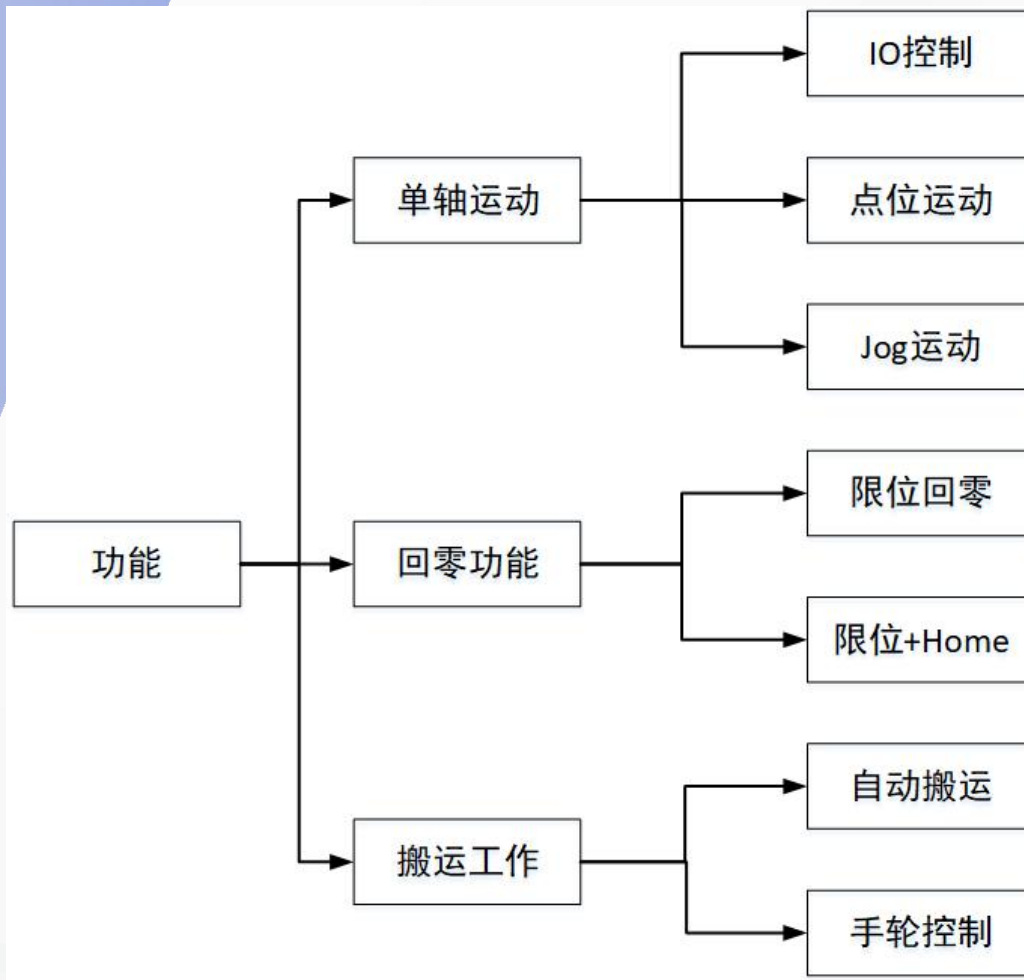 功能
单轴运动
IO控制
点位运动
Jog运动
回零功能
限位回零
限位+Home
搬运工作
自动搬运
手轮控制